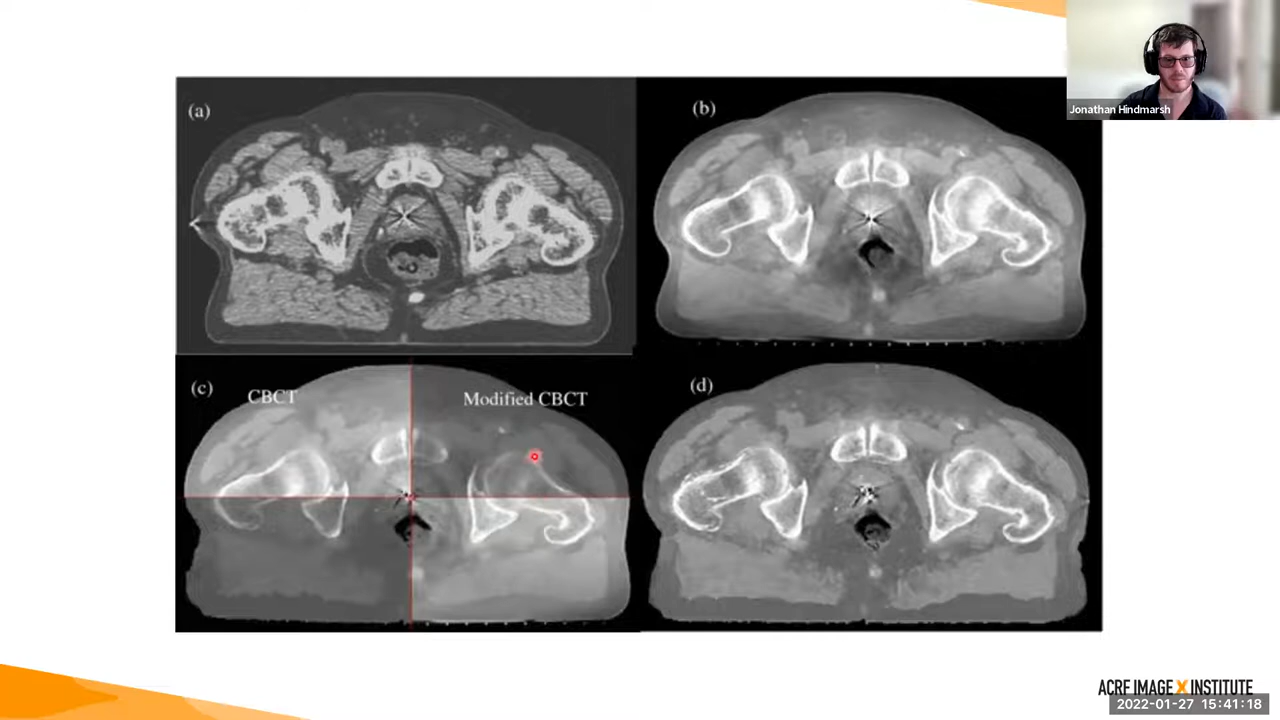 (a)
(b)
Jonathan Hindmarsh
(c)
CBCT
Modified CBCT
(d)
ACRF IMAGE X INSTITUTE
2022-01-27 15:41:18